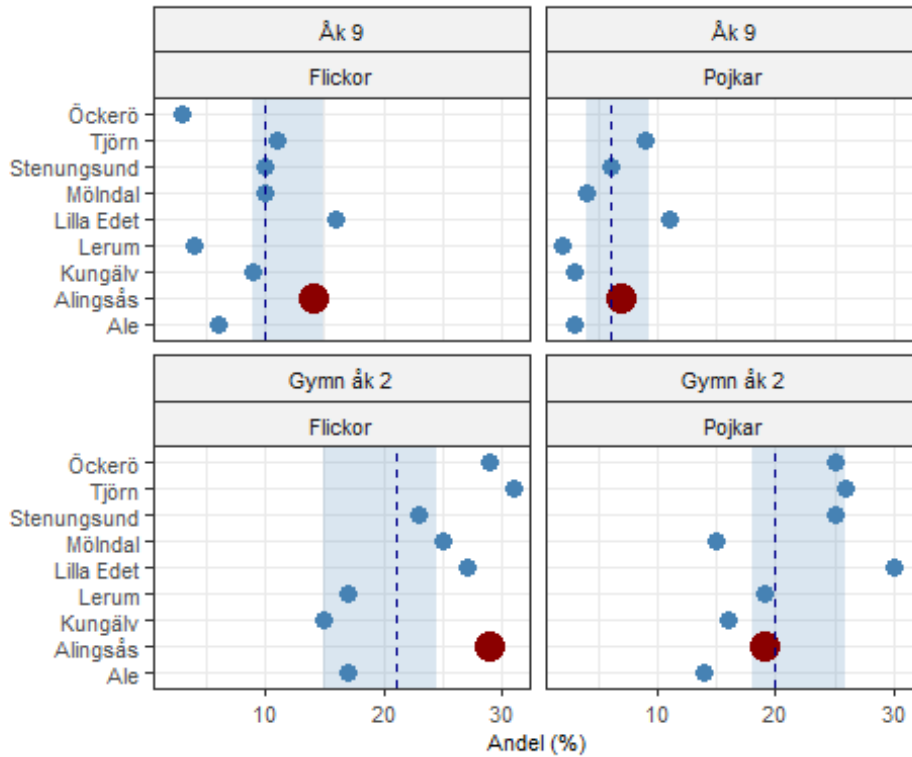 Åk 9
Åk 9
Flickor
Pojkar
Öckerö
Tjörn
Stenungsund
Mölndal
Lilla Edet
Lerum
Kungälv
Alingsås
Ale
Gymn åk 2
Gymn åk 2
Flickor
Pojkar
Öckerö
Tjörn
Stenungsund
Mölndal
Lilla Edet
Lerum
Kungälv
Alingsås
Ale
10 20 30 10 20 30
Andel (%)